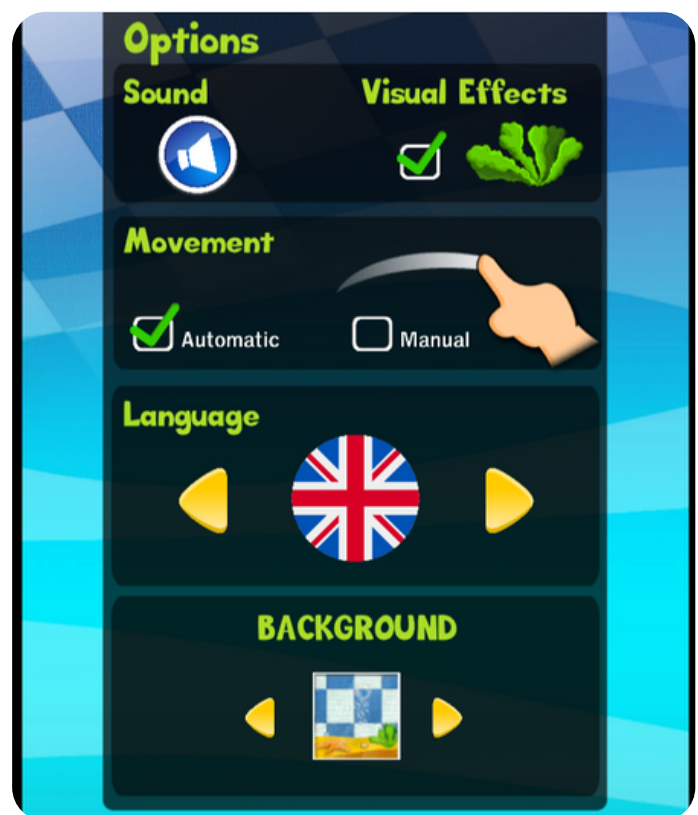 Options
Sound
Visual Effects
Movement
Automatic
Manual
Language
BACKGROUND